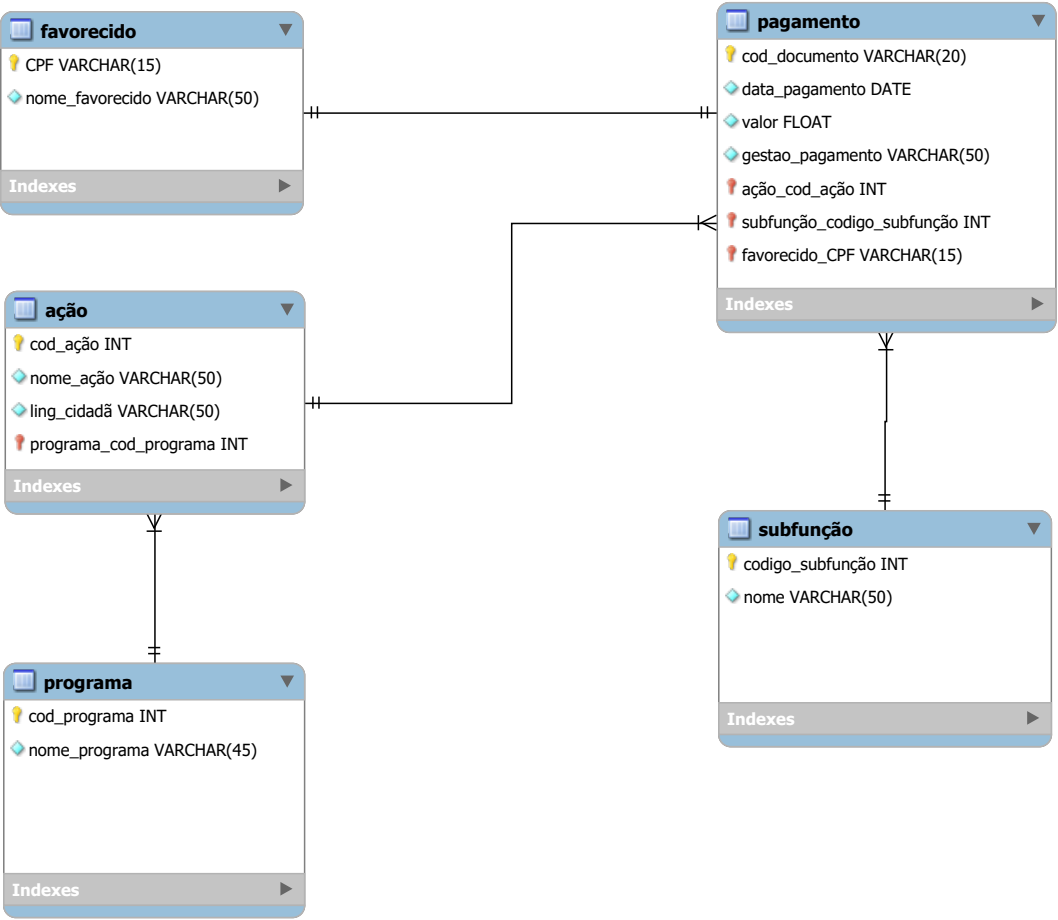 favorecido
CPF VARCHAR(15)
nome_favorecido VARCHAR(50)
Indexes
pagamento
cod_documento VARCHAR(20)
data_pagamento DATE
valor FLOAT
gestao_pagamento VARCHAR(50)
ação_cod_ação INT
subfunção_codigo_subfunção INT
favorecido_CPF VARCHAR(15)
Indexes
ação
cod_ação INT
nome_ação VARCHAR(50)
ling_cidadã VARCHAR(50)
programa_cod_programa INT
Indexes
subfunção
codigo_subfunção INT
nome VARCHAR(50)
Indexes
programa
cod_programa INT
nome_programa VARCHAR(45)
Indexes